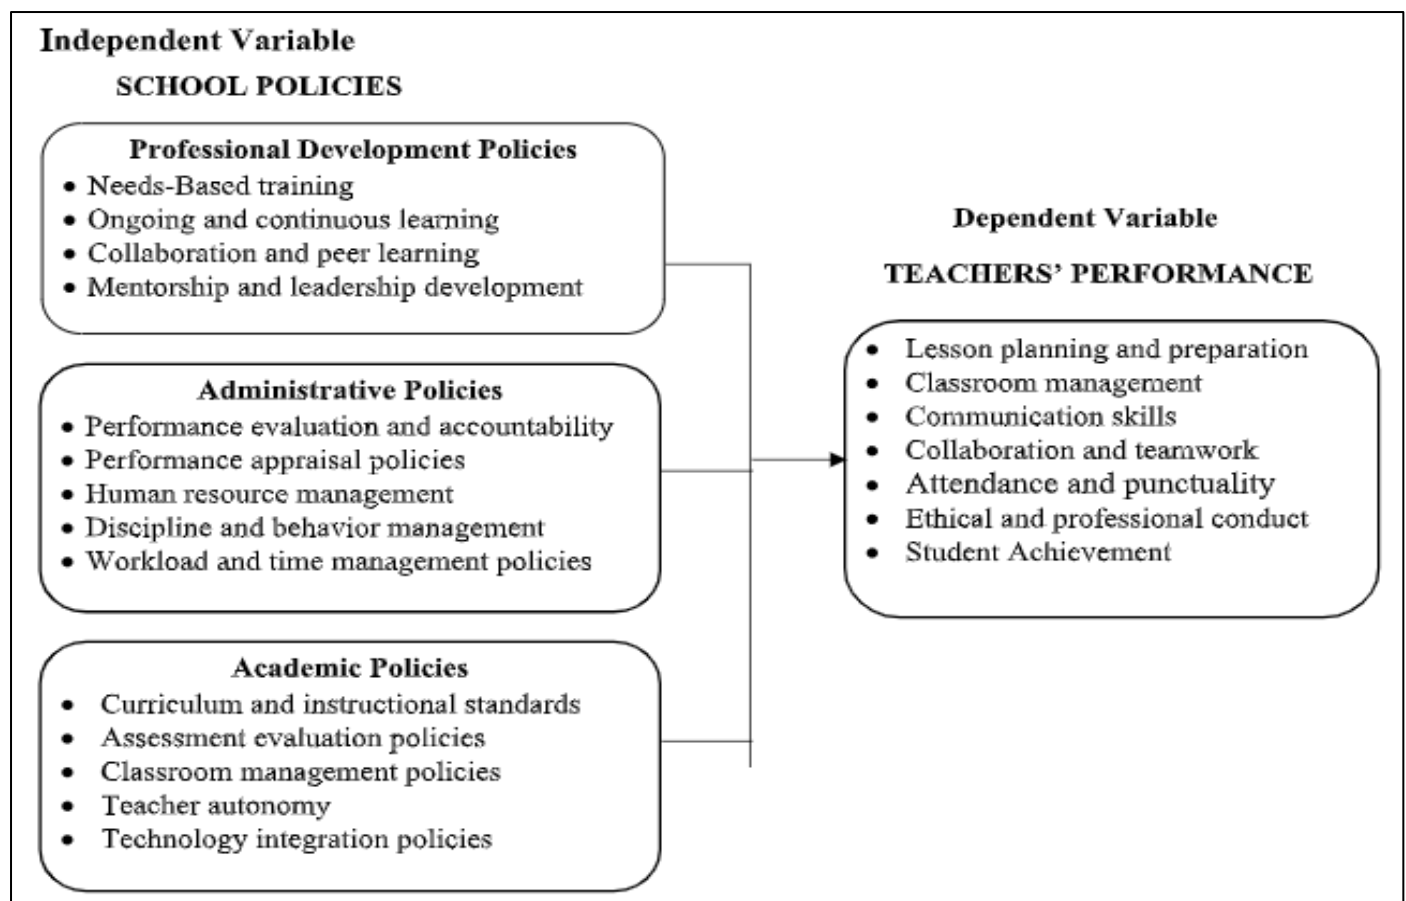 Independent Variable
SCHOOL POLICIES
Professional Development Policies
• Needs-Based training
• Ongoing and continuous learning
• Collaboration and peer learning
• Mentorship and leadership development
Administrative Policies
• Performance evaluation and accountability
• Performance appraisal policies
• Human resource management
• Discipline and behavior management
• Workload and time management policies
Academic Policies
• Curriculum and instructional standards
• Assessment evaluation policies
• Classroom management policies
• Teacher autonomy
• Technology integration policies
Dependent Variable
TEACHERS’ PERFORMANCE
• Lesson planning and preparation
• Classroom management
• Communication skills
• Collaboration and teamwork
• Attendance and punctuality
• Ethical and professional conduct
• Student Achievement